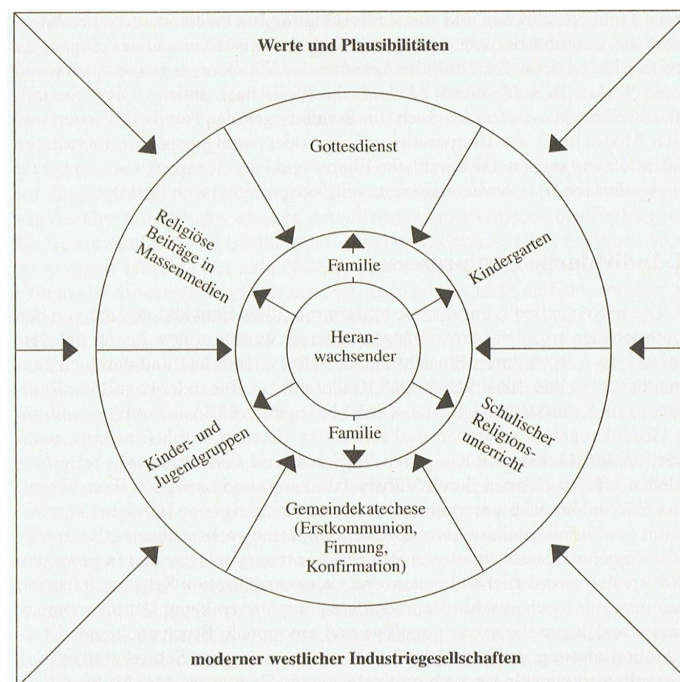 Werte und Plausibilitäten
Gottesdienst
Religiöse
Beiträge in
Massenmedien
Familie
Kindergarten
Heran-
wachsender
Familie
Kinder- und
Jugendgruppen
Schulischer
Religions-
unterricht
Gemeindekatechese
(Erstkommunion,
Firmung,
Konfirmation)
moderner westlicher Industriegesellschaften